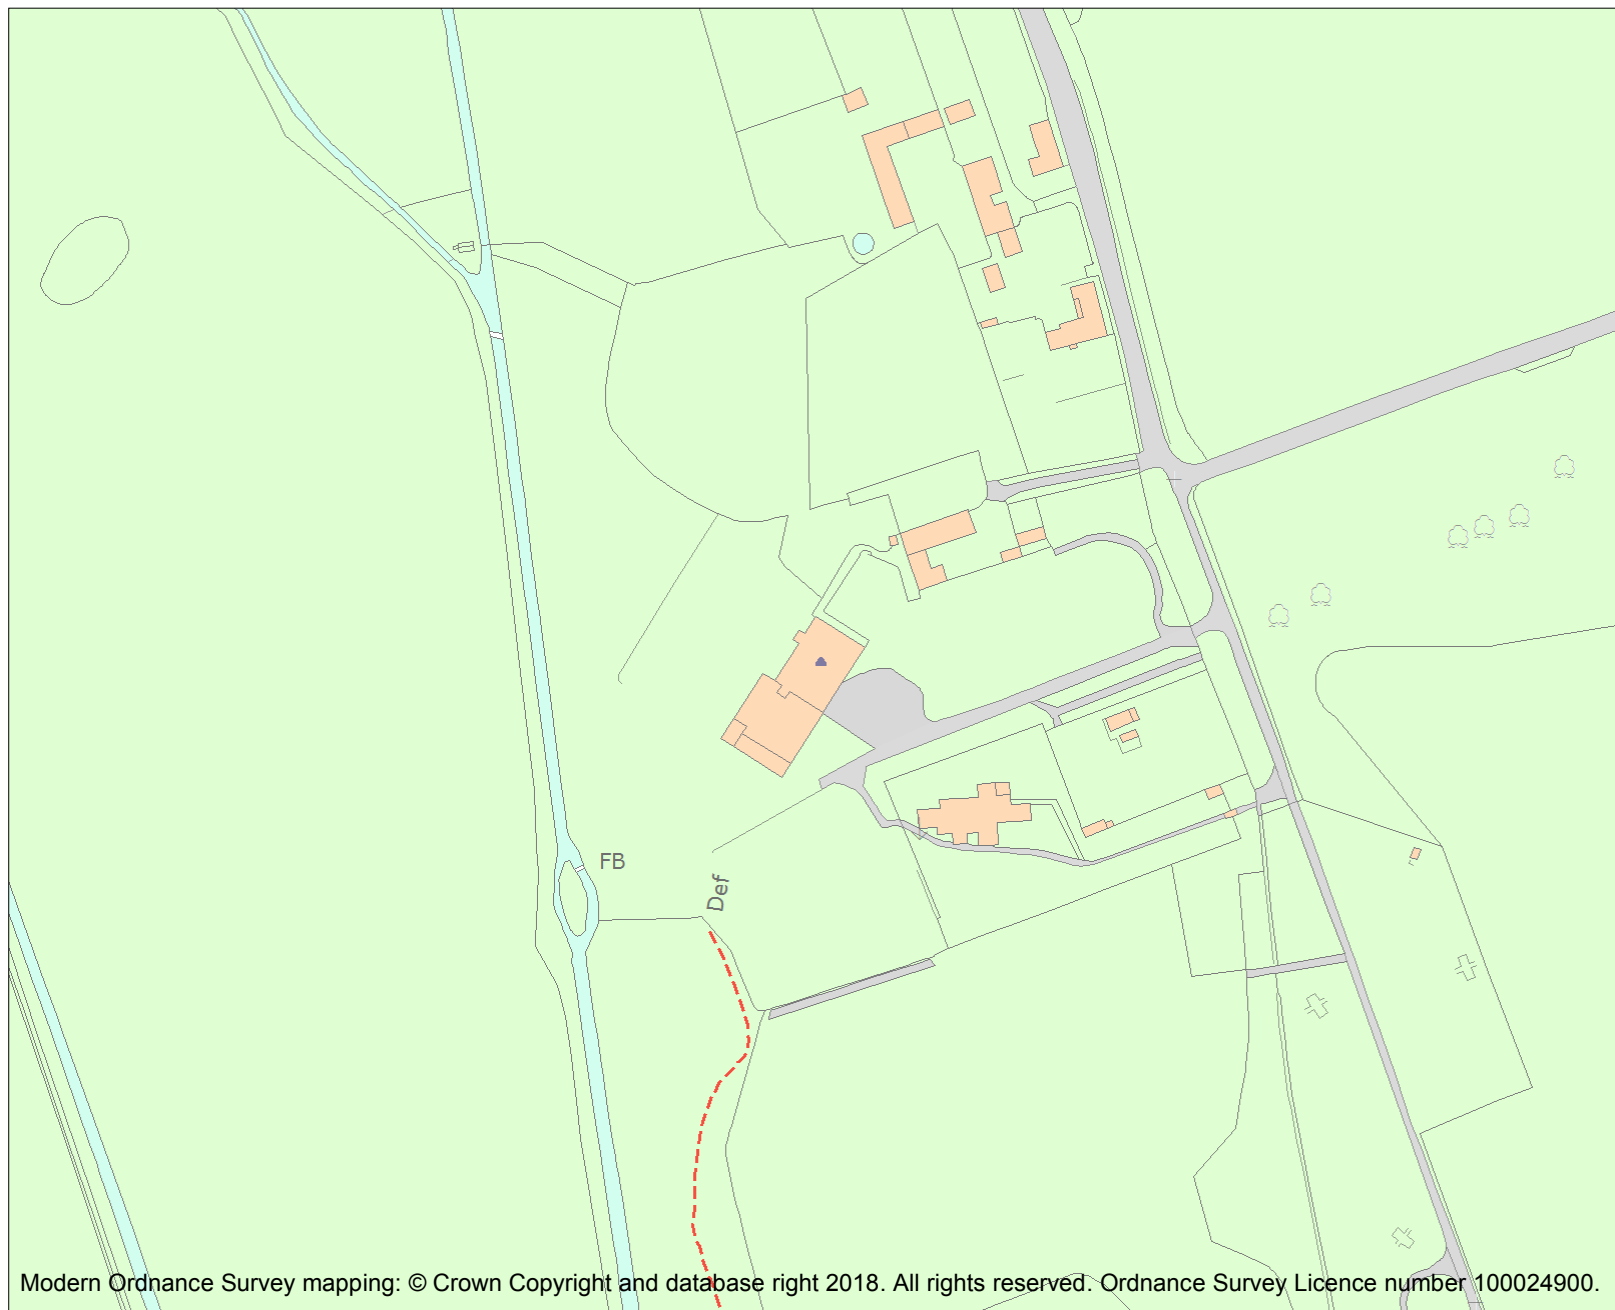 FB
Def
Modern Ordnance Survey mapping: © Crown Copyright and database right 2018. All rights reserved. Ordnance Survey Licence number 100024900.